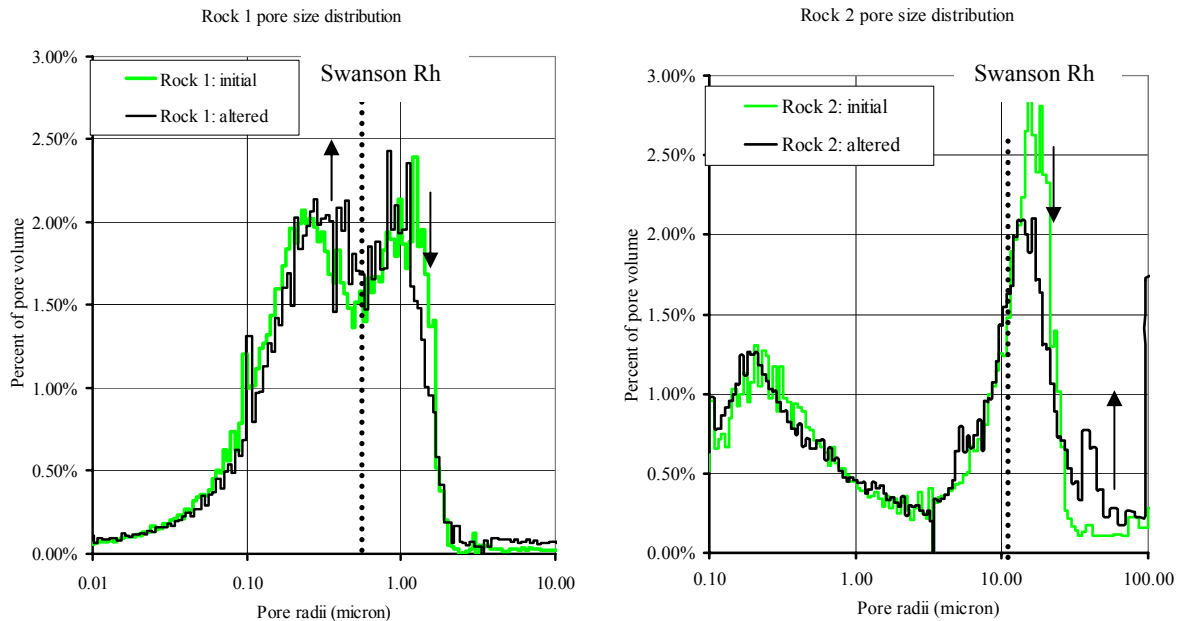 Rock 1 pore size distribution
3.00%
2.50%
2.00%
1.50%
1.00%
0.50%
0.00%
Percent of pore volume
Rock 1: initial
Rock 1: altered
Swanson Rh
0.01 0.10 1.00 10.00
Pore radii (micron)
Rock 2 pore size distribution
3.00%
2.50%
2.00%
1.50%
1.00%
0.50%
0.00%
Percent of pore volume
Rock 2: initial
Rock 2: altered
Swanson Rh
0.10 1.00 10.00 100.00
Pore radii (micron)